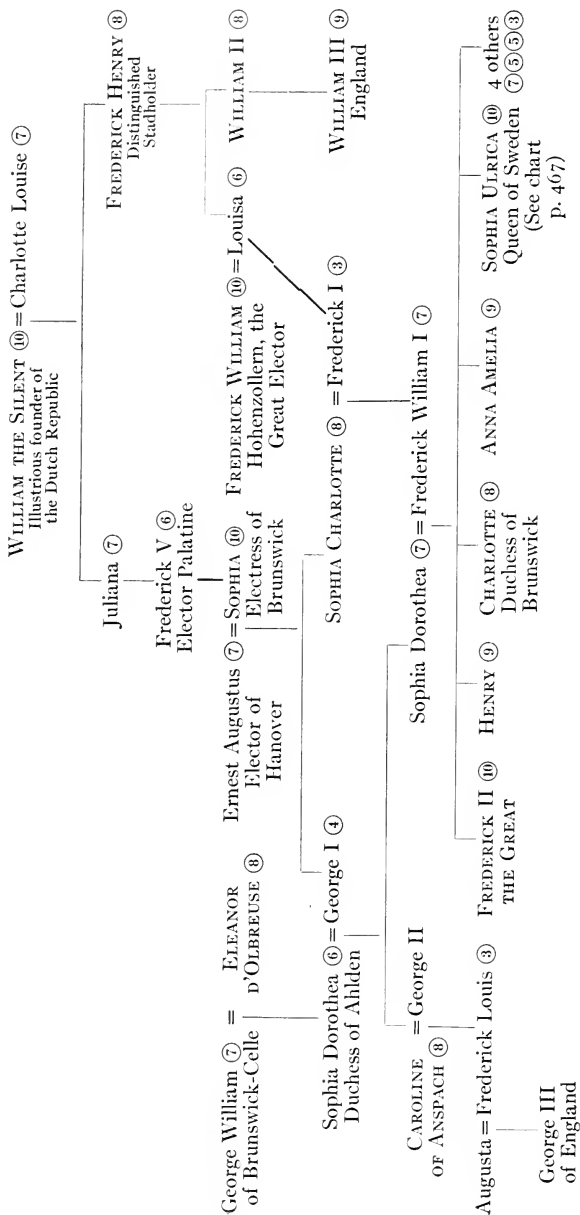 WILLIAM THE SILENT ⑩ = Charlotte Louise ⑦
Illustrious founder of
the Dutch Republic
Juliana ⑦
FREDERICK HENRY ⑧
Distinguished
Stadholder
Frederick V ⑥
Elector Palatine
George William ⑦ = ELEANOR
of Brunswick-Celle D'OLBREUSE ⑧
Ernest Augustus ⑦ = SOPHIA ⑩
Elector of Electress of
Hanover Brunswick
FREDERICK WILLIAM ⑩ = Louisa ⑥
Hohenzollern, the
Great Elector
WILLIAM II ⑧
Sophia Dorothea ⑥ = George I ④
Duchess of Ahlden
SOPHIA CHARLOTTE ⑧ = Frederick I ③
WILLIAM III ⑨
England
CAROLINE = George II
OF ANSPACH ⑧
Sophia Dorothea ⑦ = Frederick William I ⑦
Augusta = Frederick Louis ③
FREDERICK II ⑩
THE GREAT
HENRY ⑨
CHARLOTTE ⑧
Duchess of
Brunswick
ANNA AMELIA ⑨
SOPHIA ULRICA ⑩
Queen of Sweden
(See chart
p. 467)
4 others
⑦⑤⑤③
George III
of England